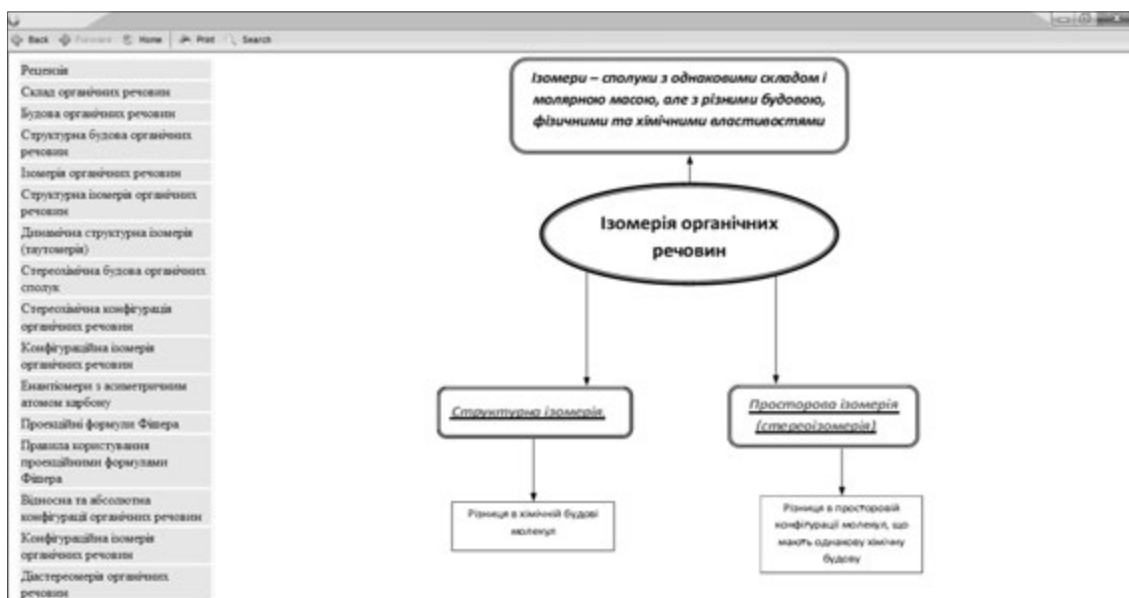 Back Forward Home Print Search
Рецензія
Склад органічних речовин
Будова органічних речовин
Структурна будова органічних
речовин
Ізомерія органічних речовин
Структурна ізомерія органічних
речовин
Динамічна структурна ізомерія
(таутомерія)
Стереохімічна будова органічних
сполук
Стереохімічна конфігурація
органічних речовин
Конфігураційна ізомерія
органічних речовин
Енантіомери з асиметричним
атомом карбону
Проекційні формули Фішера
Правила користування
проекційними формулами
Фішера
Відносна та абсолютна
конфігурації органічних речовин
Конфігураційна ізомерія
органічних речовин
Діастереомерія органічних
речовин
Ізомери – сполуки з однаковими складом і
молярною масою, але з різними будовою,
фізичними та хімічними властивостями
Ізомерія органічних
речовин
Структурна ізомерія
Просторова ізомерія
(стереоізомерія)
Різниця в хімічній будові
молекул
Різниця в просторовій
конфігурації молекул, що
мають однакову хімічну
будову